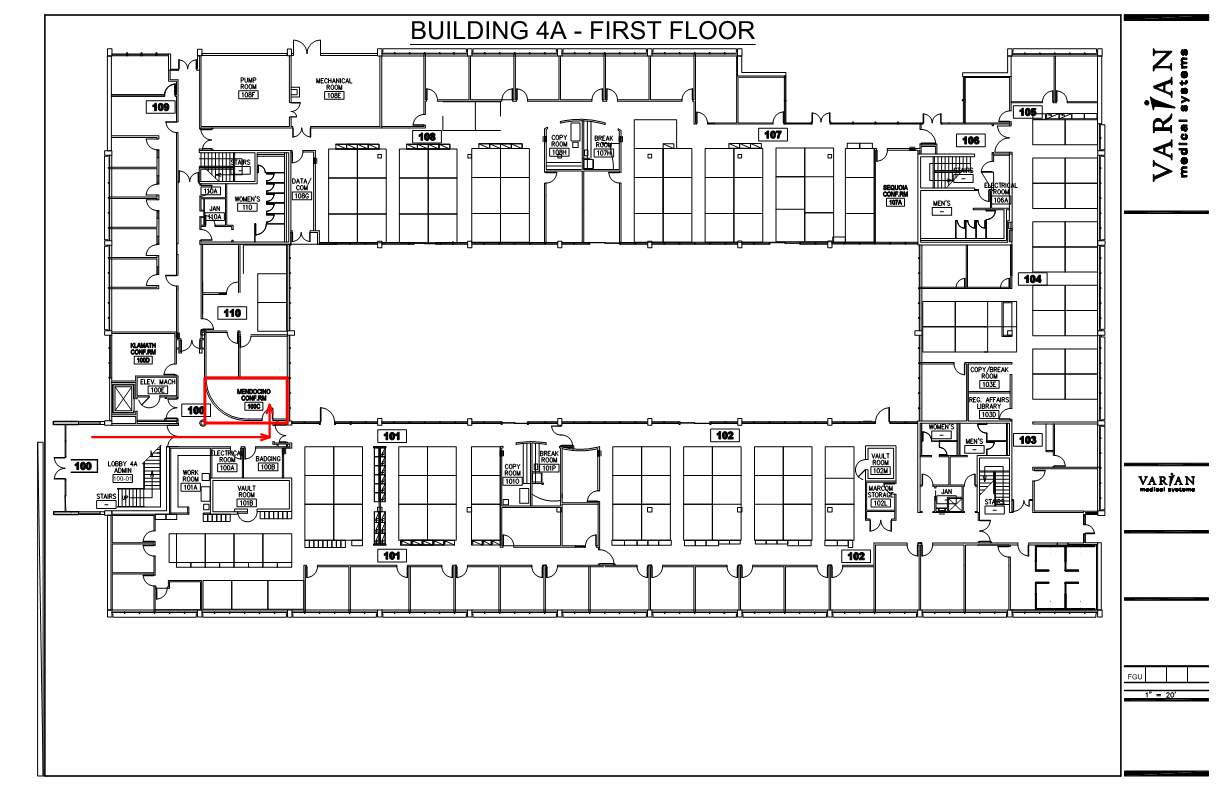 BUILDING 4A - FIRST FLOOR
VARIAN
medical systems
PUMP
ROOM
108F
MECHANICAL
ROOM
108E
109
108
COPY
ROOM
108H
BREAK
ROOM
107H
107
106
105
STAIRS
DATA/
COM
108G
110A
JAN
110A
WOMEN'S
110
SEQUOIA
CONF.RM
107A
STAIRS
ELECTRICAL
ROOM
106A
MEN'S
104
110
KLAMATH
CONF.RM
100D
ELEV. MACH
100E
MENDOCINO
CONF.RM
100C
100
COPY/BREAK
ROOM
103E
REG. AFFAIRS
LIBRARY
103D
101
102
WOMEN'S
MEN'S
103
100
LOBBY 4A
ADMIN
100-01
STAIRS
ELECTRICAL
ROOM
100A
BADGING
100B
WORK
ROOM
101A
VAULT
ROOM
101B
COPY
ROOM
101O
BREAK
ROOM
101P
VAULT
ROOM
102M
MARCOM
STORAGE
102L
JAN
STAIRS
101
102
VARIAN
medical systems
FGU
1" = 20'